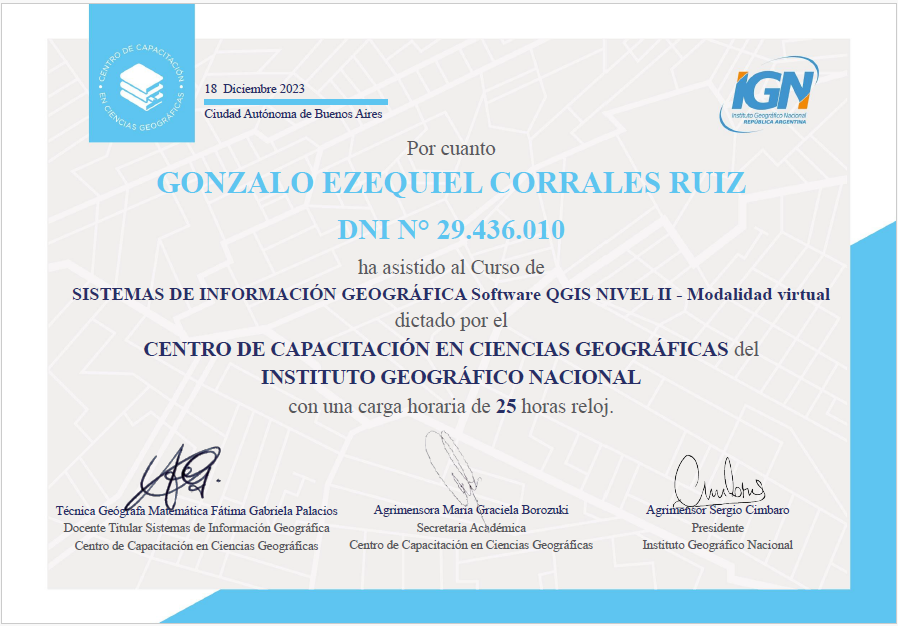 CENTRO DE CAPACITACIÓN
EN CIENCIAS GEOGRÁFICAS
18 Diciembre 2023
Ciudad Autónoma de Buenos Aires
IGN
Instituto Geográfico Nacional
REPÚBLICA ARGENTINA
Por cuanto
GONZALO EZEQUIEL CORRALES RUIZ
DNI N° 29.436.010
ha asistido al Curso de
SISTEMAS DE INFORMACIÓN GEOGRÁFICA Software QGIS NIVEL II - Modalidad virtual
dictado por el
CENTRO DE CAPACITACIÓN EN CIENCIAS GEOGRÁFICAS del
INSTITUTO GEOGRÁFICO NACIONAL
con una carga horaria de 25 horas reloj.
Técnica Geógrafa Matemática Fátima Gabriela Palacios
Docente Titular Sistemas de Información Geográfica
Centro de Capacitación en Ciencias Geográficas
Agrimensora María Graciela Borozuki
Secretaria Académica
Centro de Capacitación en Ciencias Geográficas
Agrimensor Sergio Cimbaro
Presidente
Instituto Geográfico Nacional